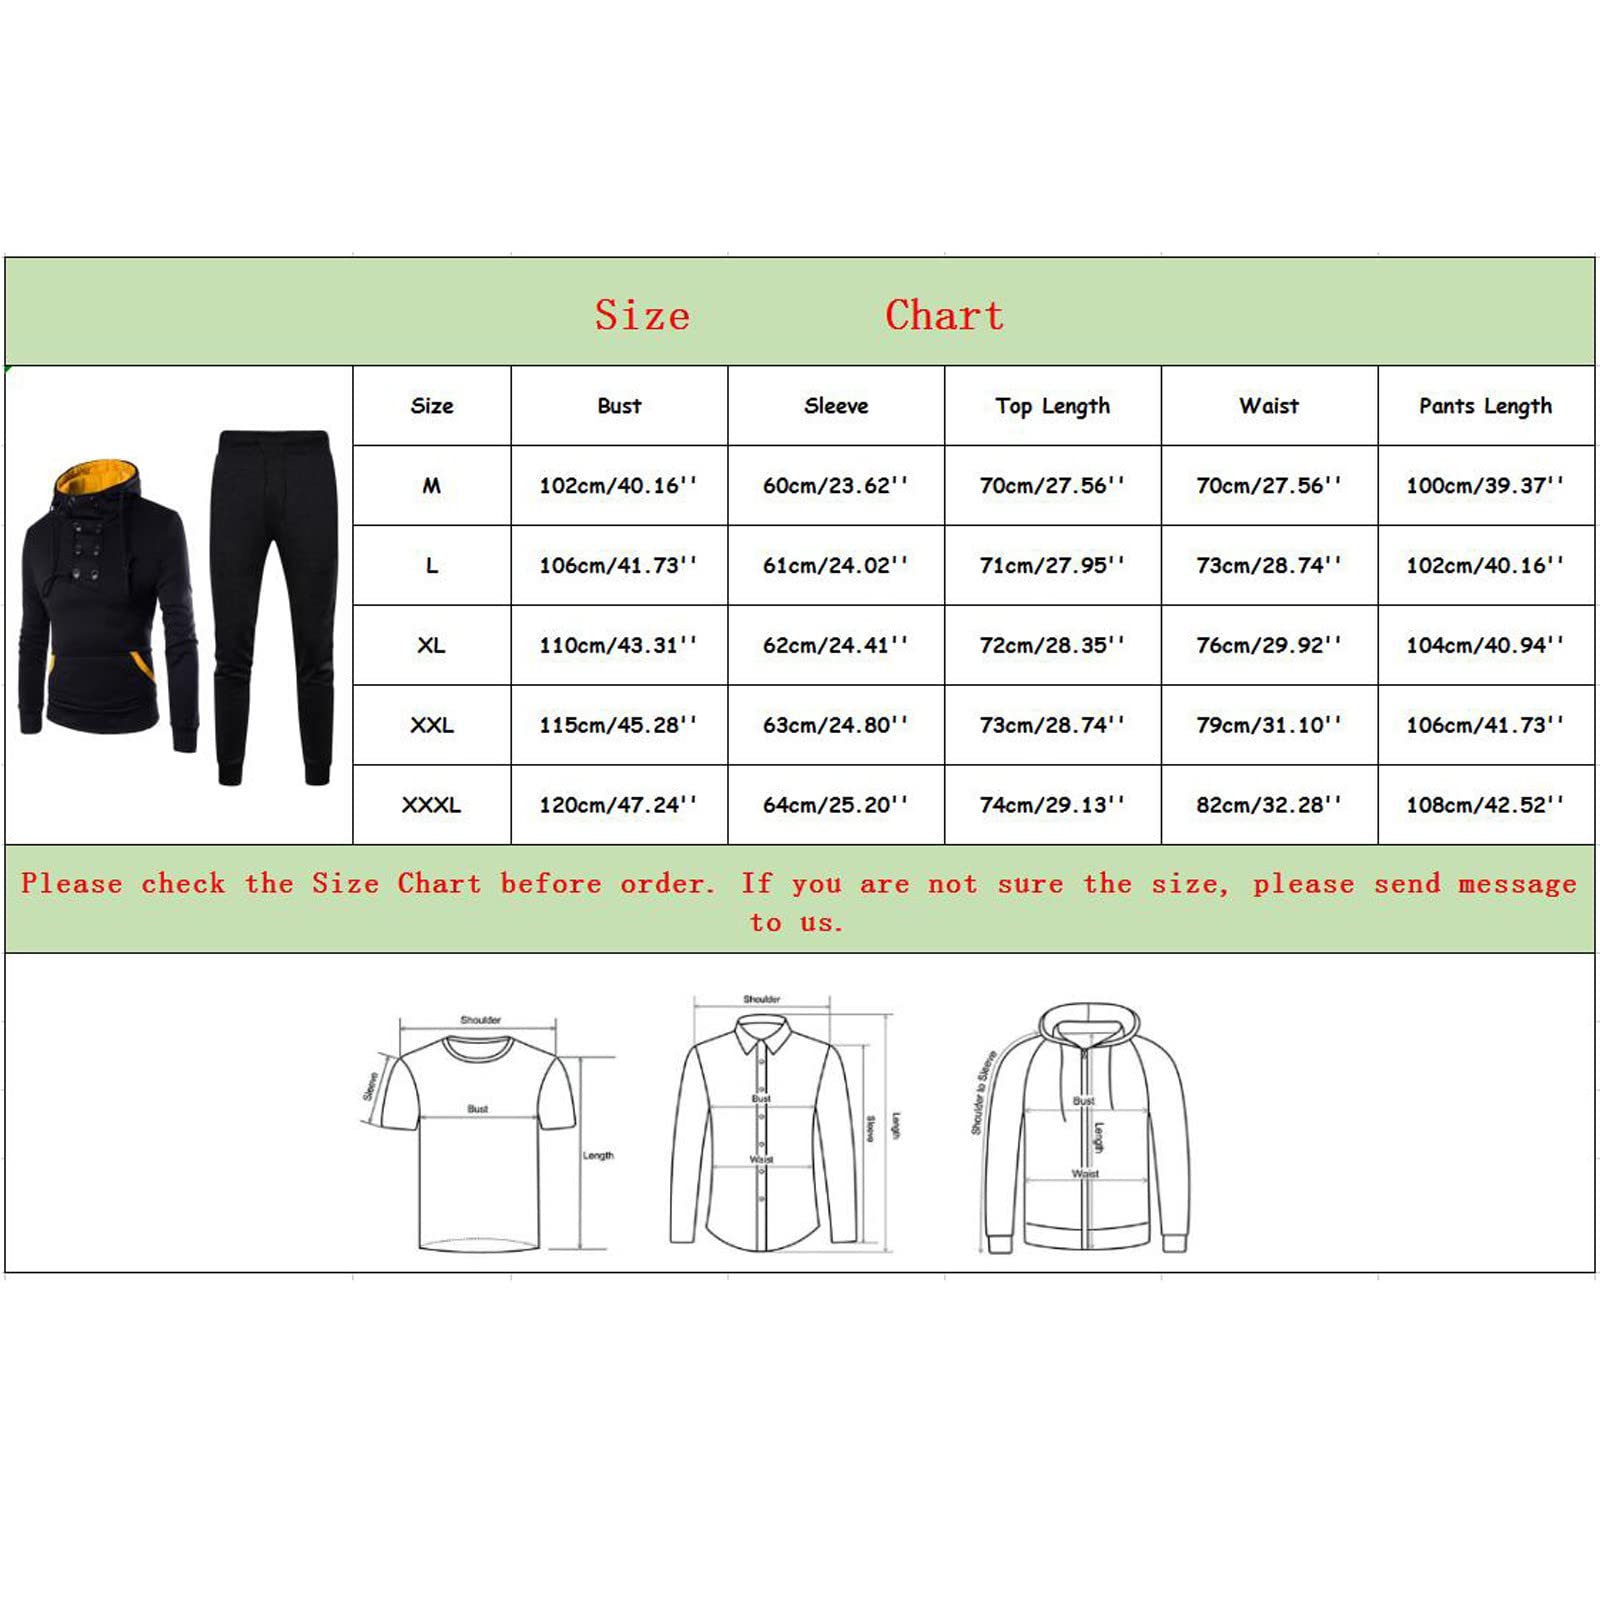 Size Chart
Size Bust Sleeve Top Length Waist Pants Length
M 102cm/40.16'' 60cm/23.62'' 70cm/27.56'' 70cm/27.56'' 100cm/39.37''
L 106cm/41.73'' 61cm/24.02'' 71cm/27.95'' 73cm/28.74'' 102cm/40.16''
XL 110cm/43.31'' 62cm/24.41'' 72cm/28.35'' 76cm/29.92'' 104cm/40.94''
XXL 115cm/45.28'' 63cm/24.80'' 73cm/28.74'' 79cm/31.10'' 106cm/41.73''
XXXL 120cm/47.24'' 64cm/25.20'' 74cm/29.13'' 82cm/32.28'' 108cm/42.52''
Please check the Size Chart before order. If you are not sure the size, please send message
to us.
Shoulder
Sleeve
Bust
Length
Shoulder
Bust
Waist
Sleeve
Length
Shoulder to Sleeve
Bust
Length
Waist